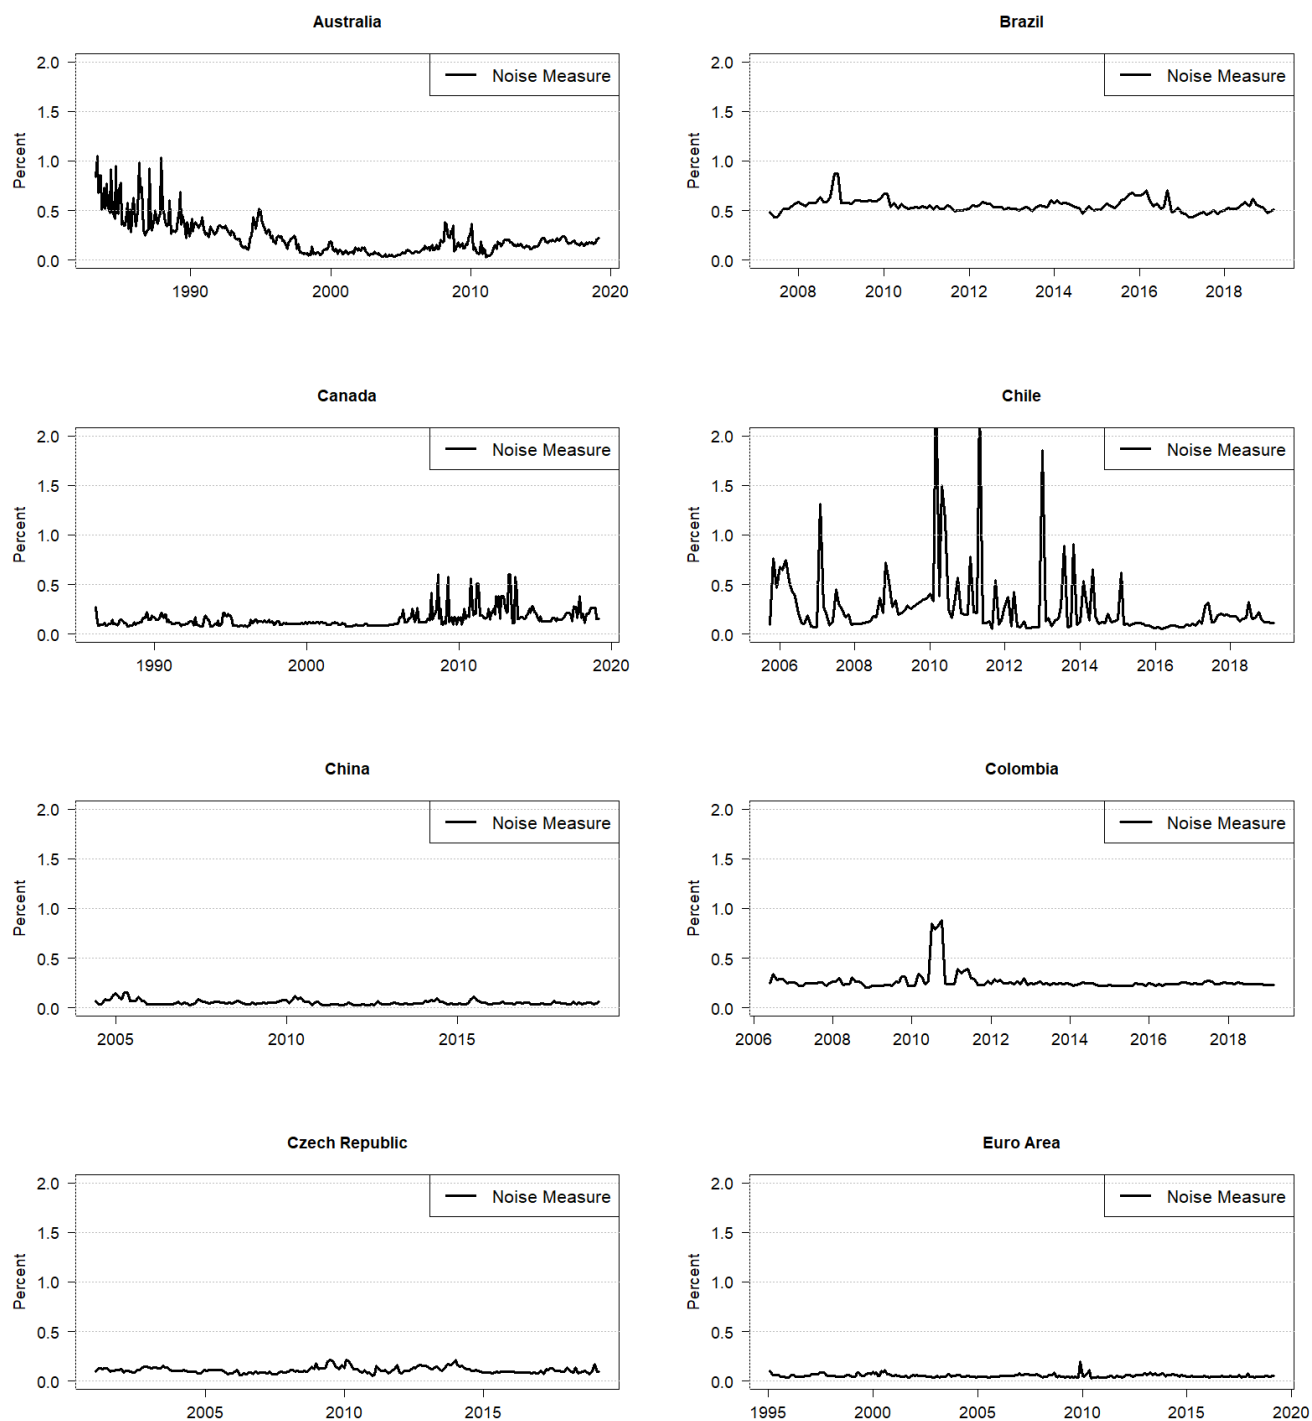 Australia
Percent
2.0
1.5
1.0
0.5
0.0
Noise Measure
1990 2000 2010 2020
Brazil
Percent
2.0
1.5
1.0
0.5
0.0
Noise Measure
2008 2010 2012 2014 2016 2018
Canada
Percent
2.0
1.5
1.0
0.5
0.0
Noise Measure
1990 2000 2010 2020
Chile
Percent
2.0
1.5
1.0
0.5
0.0
Noise Measure
2006 2008 2010 2012 2014 2016 2018
China
Percent
2.0
1.5
1.0
0.5
0.0
Noise Measure
2005 2010 2015
Colombia
Percent
2.0
1.5
1.0
0.5
0.0
Noise Measure
2006 2008 2010 2012 2014 2016 2018
Czech Republic
Percent
2.0
1.5
1.0
0.5
0.0
Noise Measure
2005 2010 2015
Euro Area
Percent
2.0
1.5
1.0
0.5
0.0
Noise Measure
1995 2000 2005 2010 2015 2020